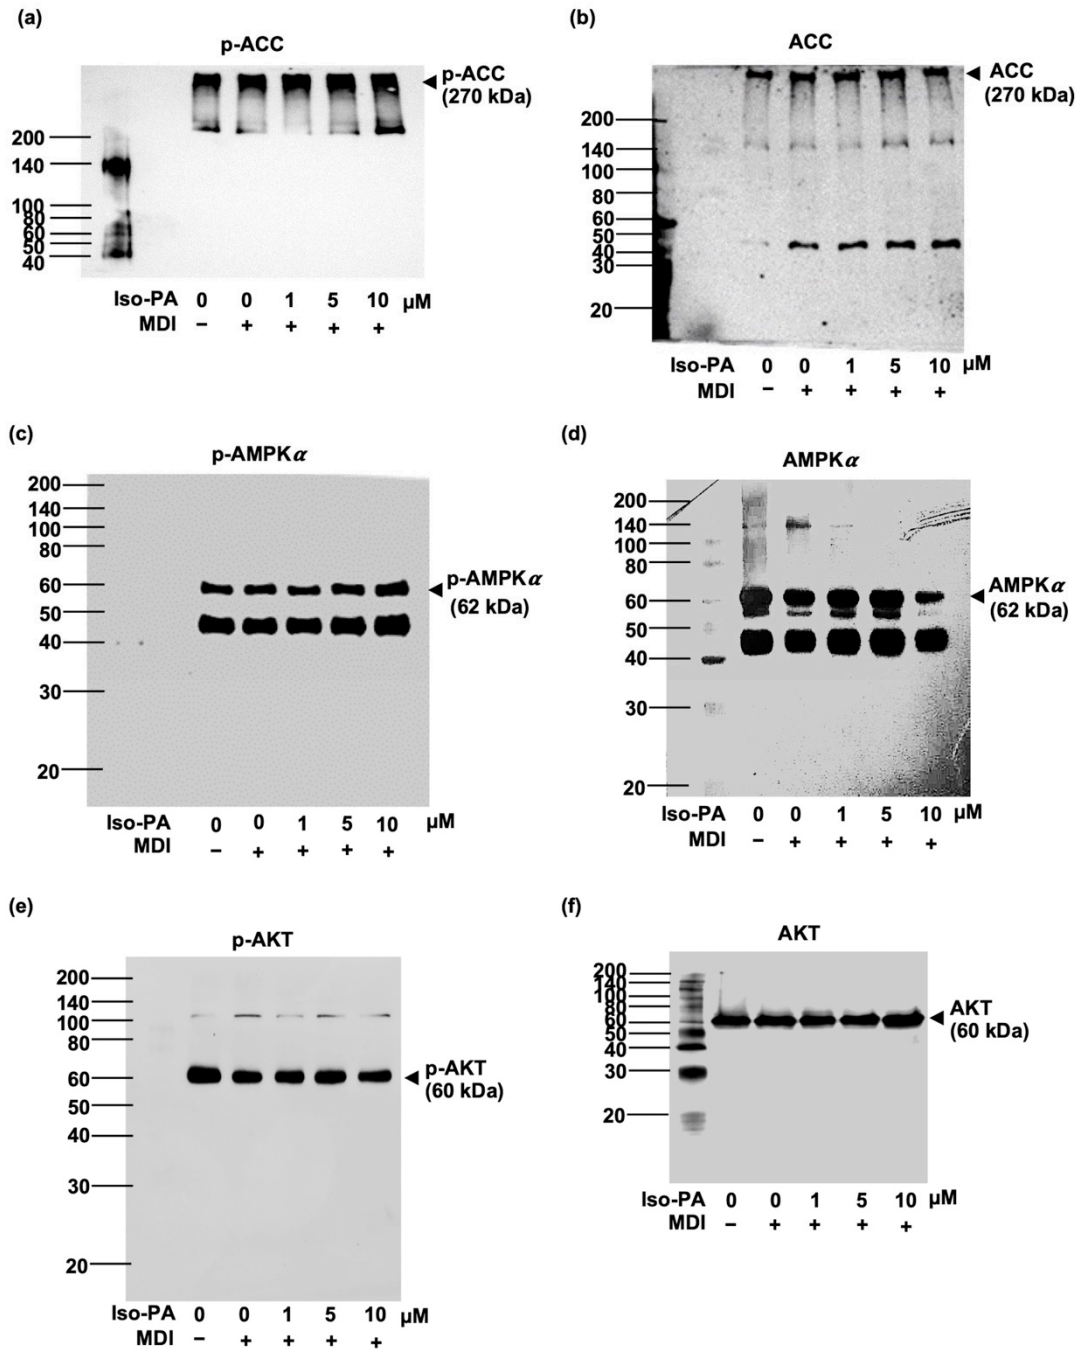 (a)
p-ACC
p-ACC
(270 kDa)
200
140
100
80
60
50
40
Iso-PA 0 0 1 5 10 μM
MDI – + + + +
(b)
ACC
ACC
(270 kDa)
200
140
100
80
60
50
40
30
20
Iso-PA 0 0 1 5 10 μM
MDI – + + + +
(c)
p-AMPKα
200
140
100
80
60
50
40
30
20
p-AMPKα
(62 kDa)
Iso-PA 0 0 1 5 10 μM
MDI – + + + +
(d)
AMPKα
200
140
100
80
60
50
40
30
20
AMPKα
(62 kDa)
Iso-PA 0 0 1 5 10 μM
MDI – + + + +
(e)
p-AKT
200
140
100
80
60
50
40
30
20
p-AKT
(60 kDa)
Iso-PA 0 0 1 5 10 μM
MDI – + + + +
(f)
AKT
200
140
100
80
60
50
40
30
20
AKT
(60 kDa)
Iso-PA 0 0 1 5 10 μM
MDI – + + + +